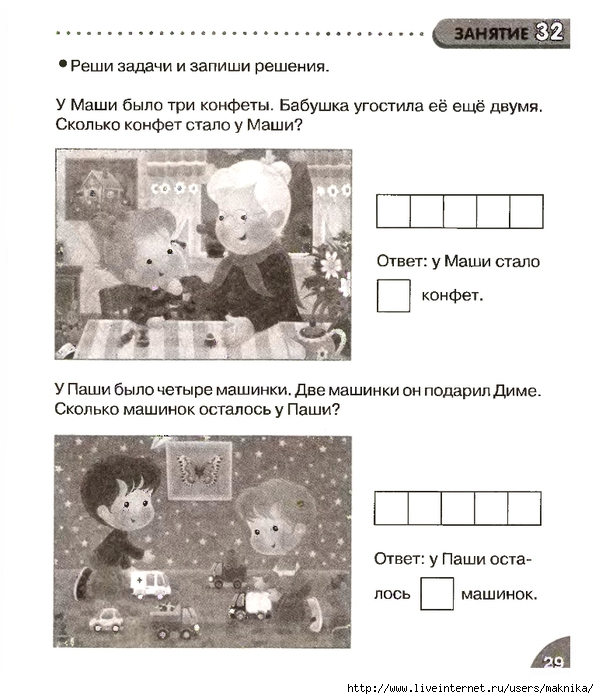 ЗАНЯТИЕ 32
•Реши задачи и запиши решения.
У Маши было три конфеты. Бабушка угостила её ещё двумя.
Сколько конфет стало у Маши?
Ответ: у Маши стало
конфет.
У Паши было четыре машинки. Две машинки он подарил Диме.
Сколько машинок осталось у Паши?
Ответ: у Паши оста-
лось машинок.
29
http://www.liveinternet.ru/users/maknika/